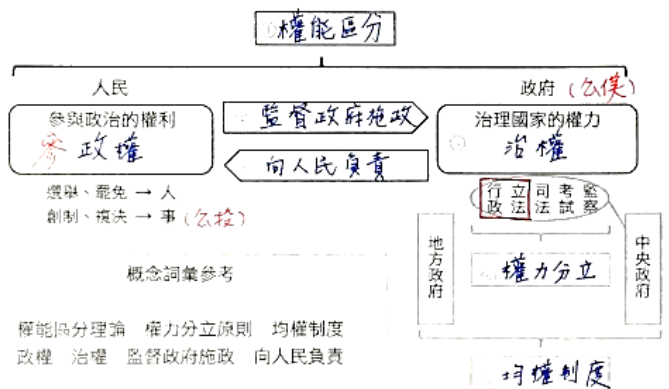 權能區分
人民
政府 (公僕)
參與政治的權利
參 政權
監督政府施政
向人民負責
治理國家的權力
治權
選舉、罷免 → 人
創制、複決 → 事 (公投)
行政 立法 司法 考試 監察
地方政府
權力分立
中央政府
均權制度
概念詞彙參考
權能區分理論 權力分立原則 均權制度
政權 治權 監督政府施政 向人民負責